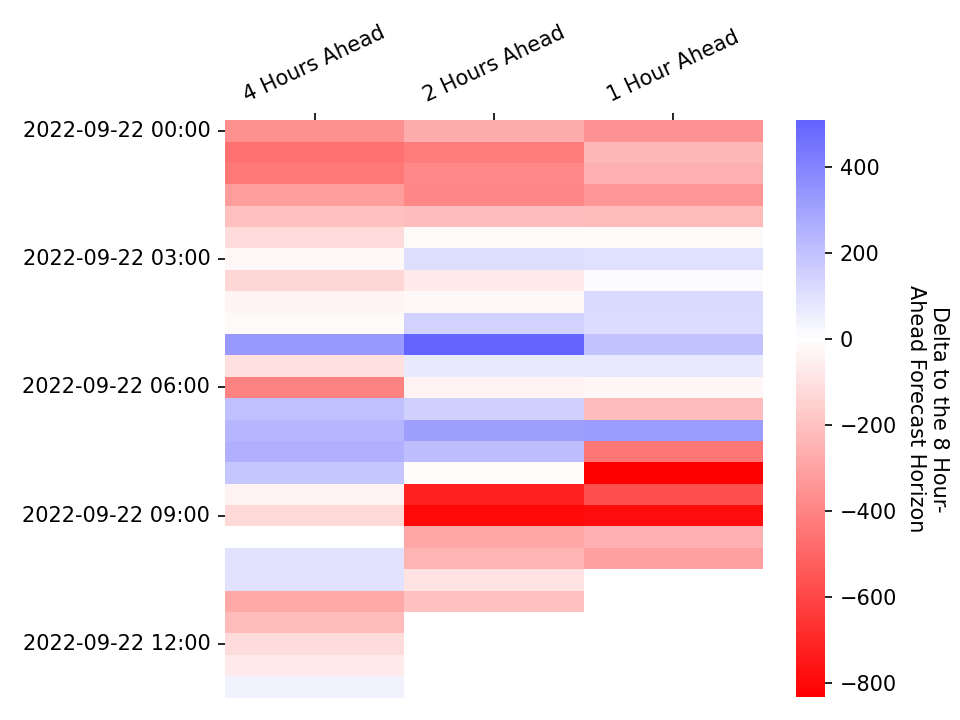 4 Hours Ahead
2 Hours Ahead
1 Hour Ahead
2022-09-22 00:00
2022-09-22 03:00
2022-09-22 06:00
2022-09-22 09:00
2022-09-22 12:00
400
200
0
−200
−400
−600
−800
Delta to the 8 Hour-
Ahead Forecast Horizon